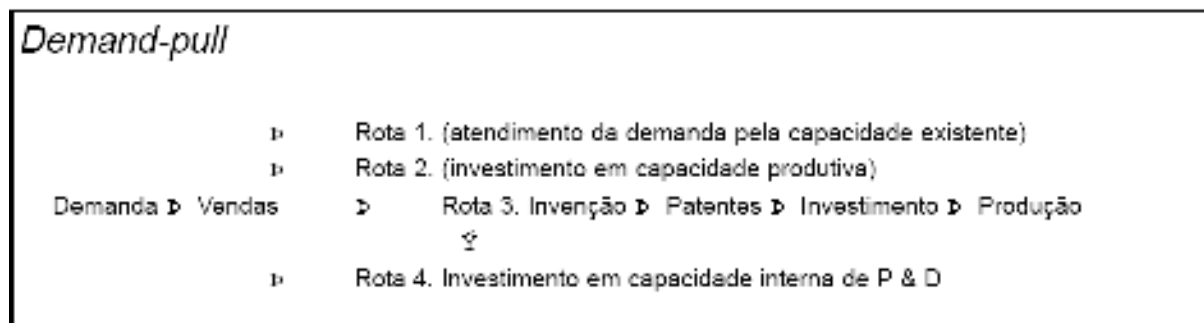 Demand-pull
Þ Rota 1. (atendimento da demanda pela capacidade existente)
Þ Rota 2. (investimento em capacidade produtiva)
Demanda Þ Vendas Þ Rota 3. Invenção Þ Patentes Þ Investimento Þ Produção
Þ Rota 4. Investimento em capacidade interna de P & D